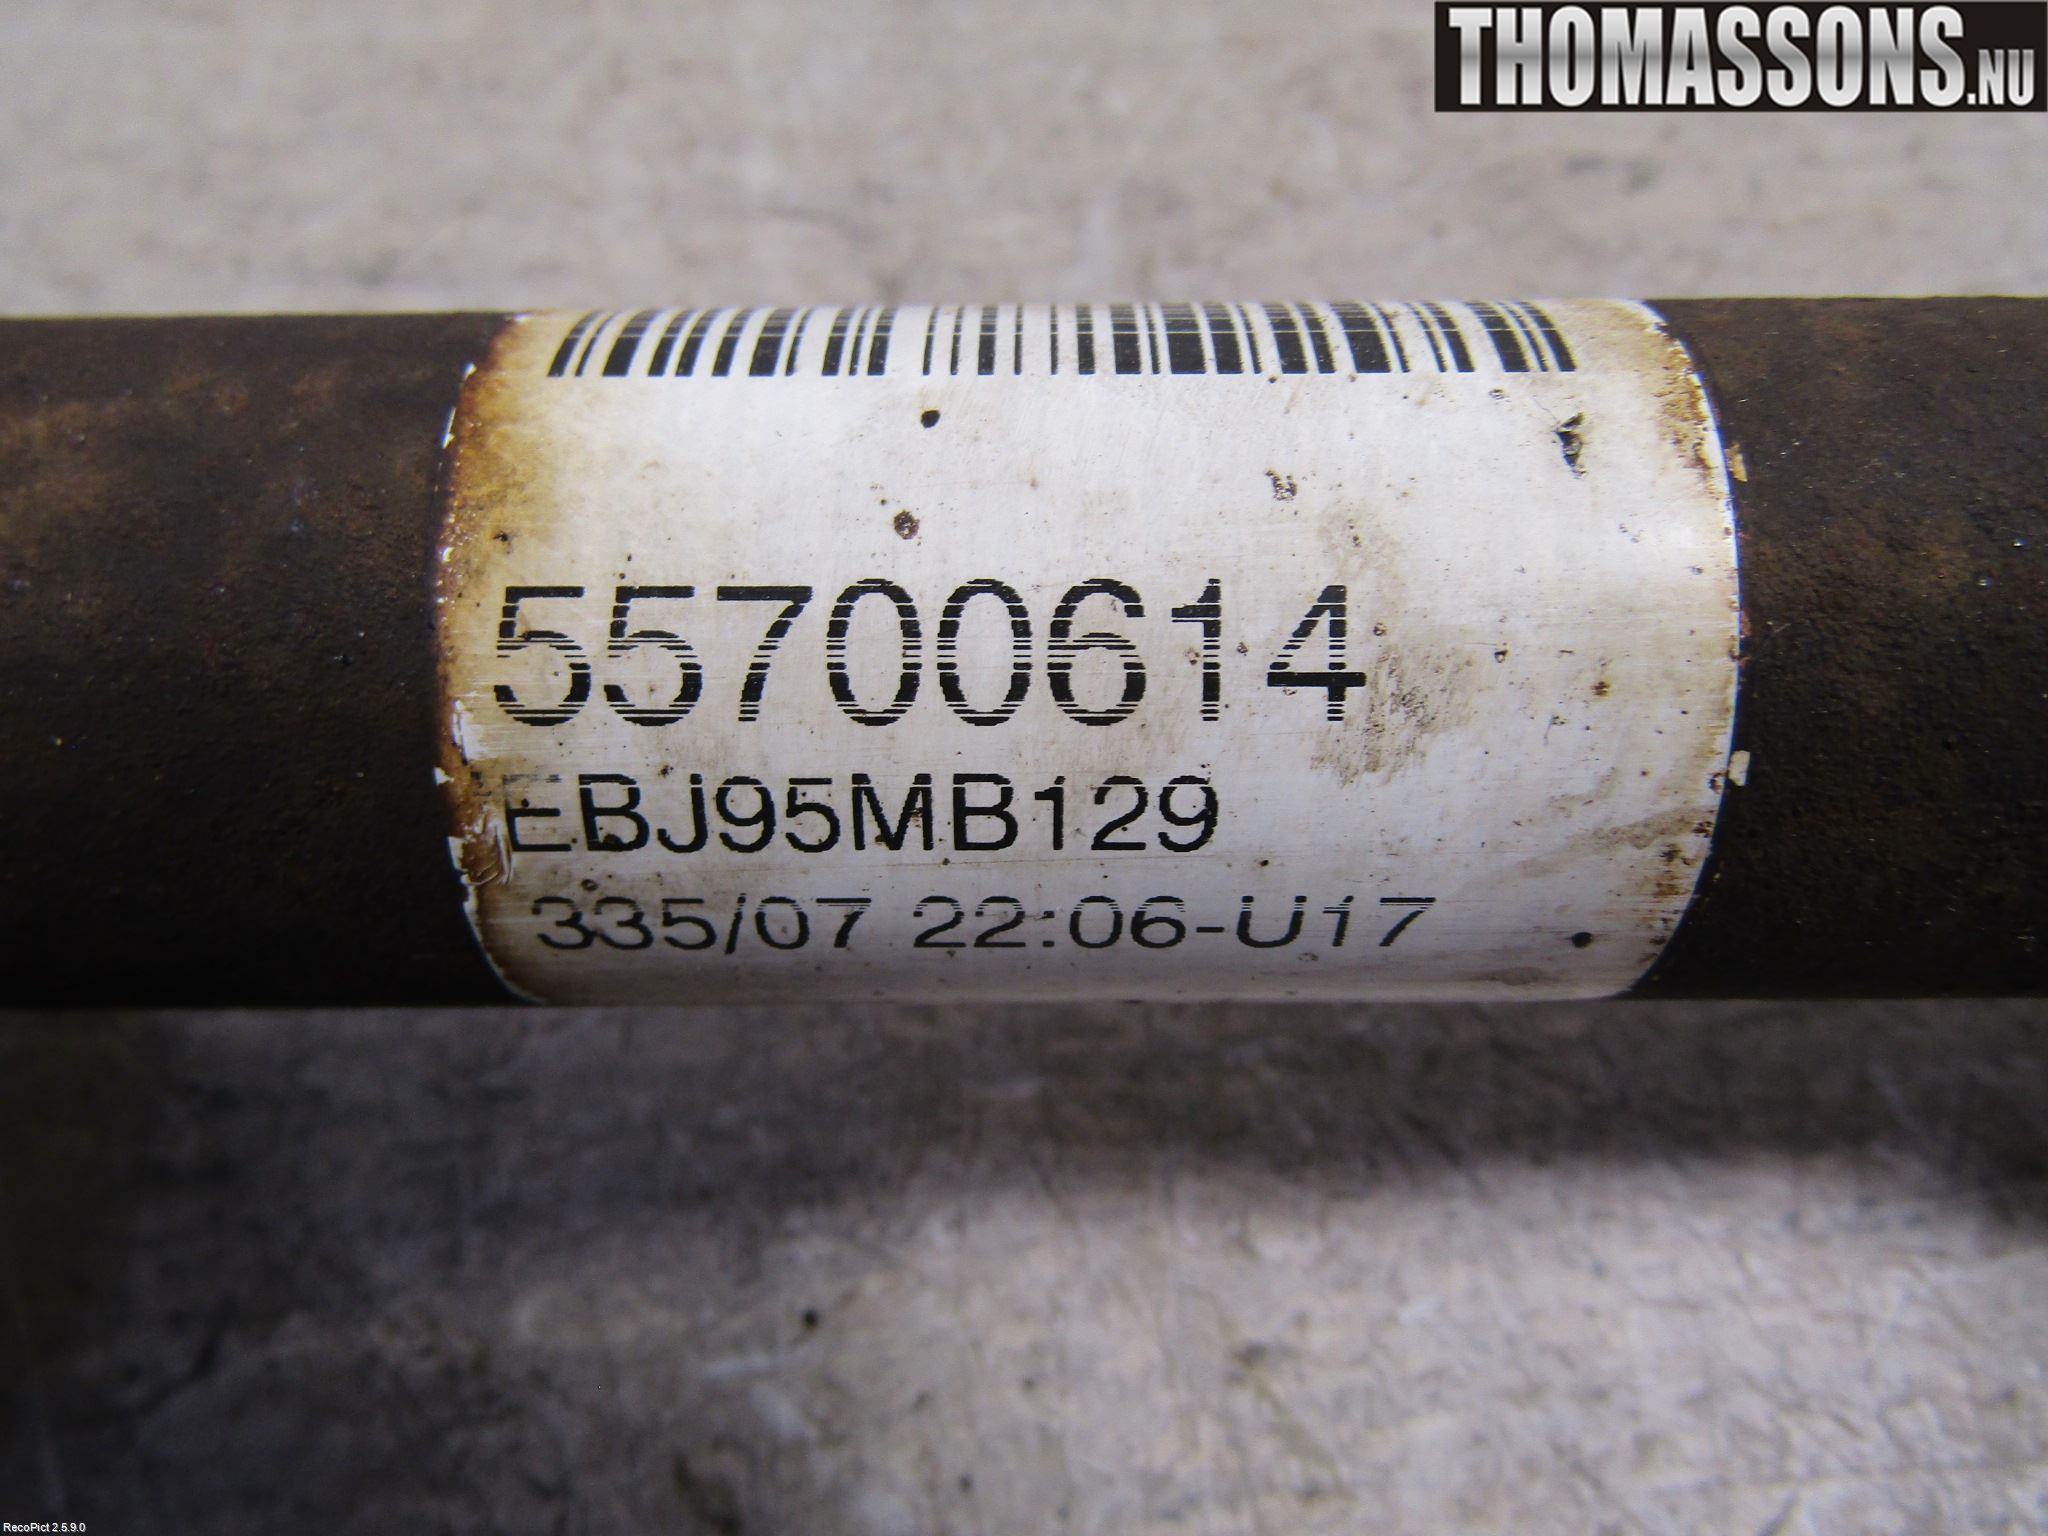 THOMASSONS.NU
55700614
EBJ95MB129
335/07 22:06-U17
RecoPict 2.5.9.0